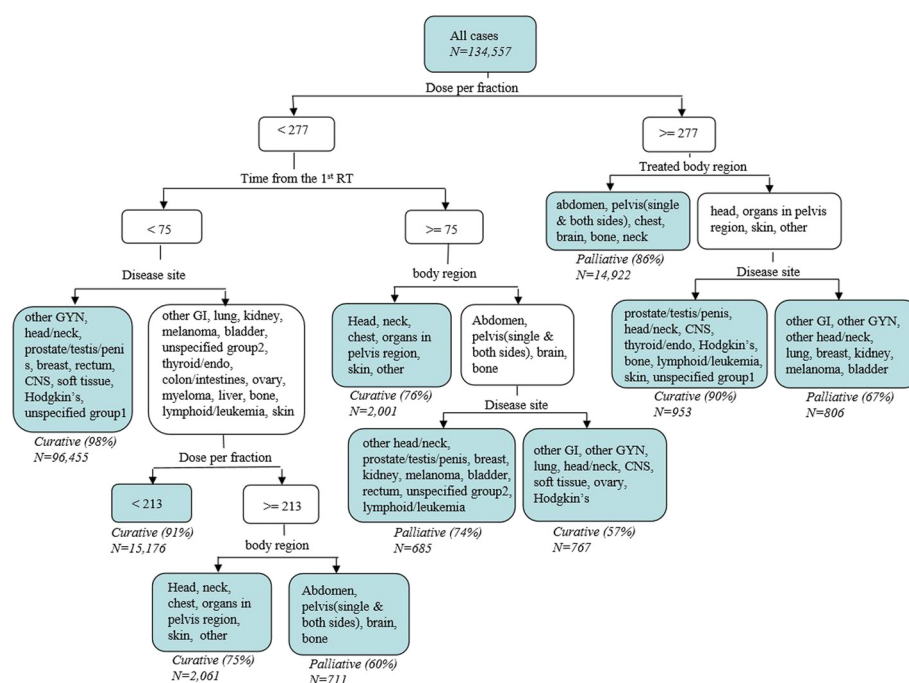 All cases
N=134,557
Dose per fraction
< 277
>= 277
Time from the 1st RT
Treated body region
< 75
>= 75
abdomen, pelvis(single
& both sides), chest,
brain, bone, neck
Palliative (86%)
N=14,922
head, organs in pelvis
region, skin, other
Disease site
body region
Disease site
other GYN,
head/neck,
prostate/testis/peni
s, breast, rectum,
CNS, soft tissue,
Hodgkin's,
unspecified group1
Curative (98%)
N=96,455
other GI, lung, kidney,
melanoma, bladder,
unspecified group2,
thyroid/endo,
colon/intestines, ovary,
myeloma, liver, bone,
lymphoid/leukemia, skin
Head, neck,
chest, organs in
pelvis region,
skin, other
Curative (76%)
N=2,001
Abdomen,
pelvis(single &
both sides), brain,
bone
prostate/testis/penis,
head/neck, CNS,
thyroid/endo, Hodgkin's,
bone, lymphoid/leukemia,
skin, unspecified group1
Curative (90%)
N=953
other GI, other GYN,
other head/neck,
lung, breast, kidney,
melanoma, bladder
Palliative (67%)
N=806
Disease site
Dose per fraction
other head/neck,
prostate/testis/penis, breast,
kidney, melanoma, bladder,
rectum, unspecified group2,
lymphoid/leukemia
Palliative (74%)
N=685
other GI, other GYN,
lung, head/neck, CNS,
soft tissue, ovary,
Hodgkin's
Curative (57%)
N=767
< 213
Curative (91%)
N=15,176
>= 213
body region
Head, neck,
chest, organs in
pelvis region,
skin, other
Curative (75%)
N=2,061
Abdomen,
pelvis(single &
both sides), brain,
bone
Palliative (60%)
N=711